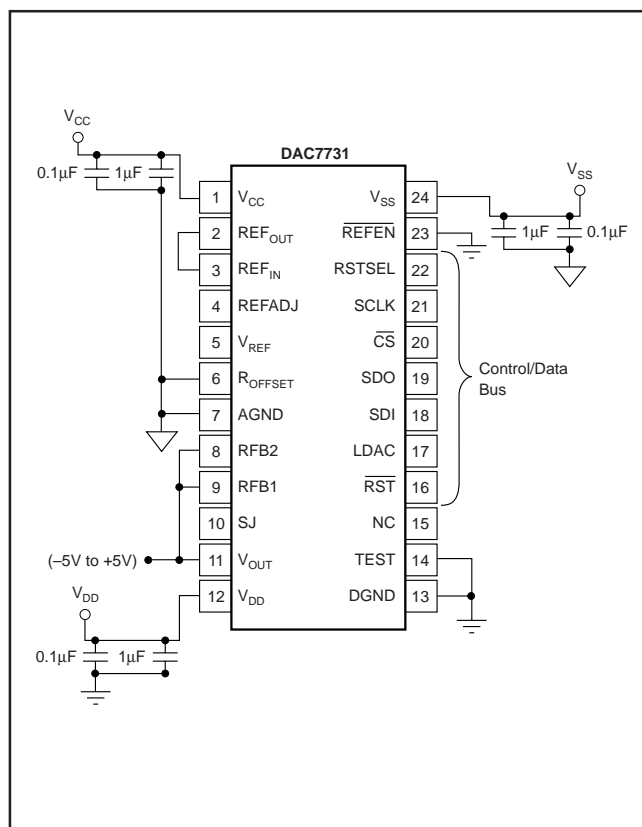 DAC7731
V_CC
0.1µF 1µF
1 V_CC
2 REF_OUT
3 REF_IN
4 REFADJ
5 V_REF
6 R_OFFSET
7 AGND
8 RFB2
9 RFB1
10 SJ
11 V_OUT
12 V_DD
(–5V to +5V)
V_DD
0.1µF 1µF
V_SS 24
R̅E̅F̅E̅N̅ 23
RSTSEL 22
SCLK 21
C̅S̅ 20
SDO 19
SDI 18
LDAC 17
R̅S̅T̅ 16
NC 15
TEST 14
DGND 13
V_SS
1µF 0.1µF
Control/Data
Bus